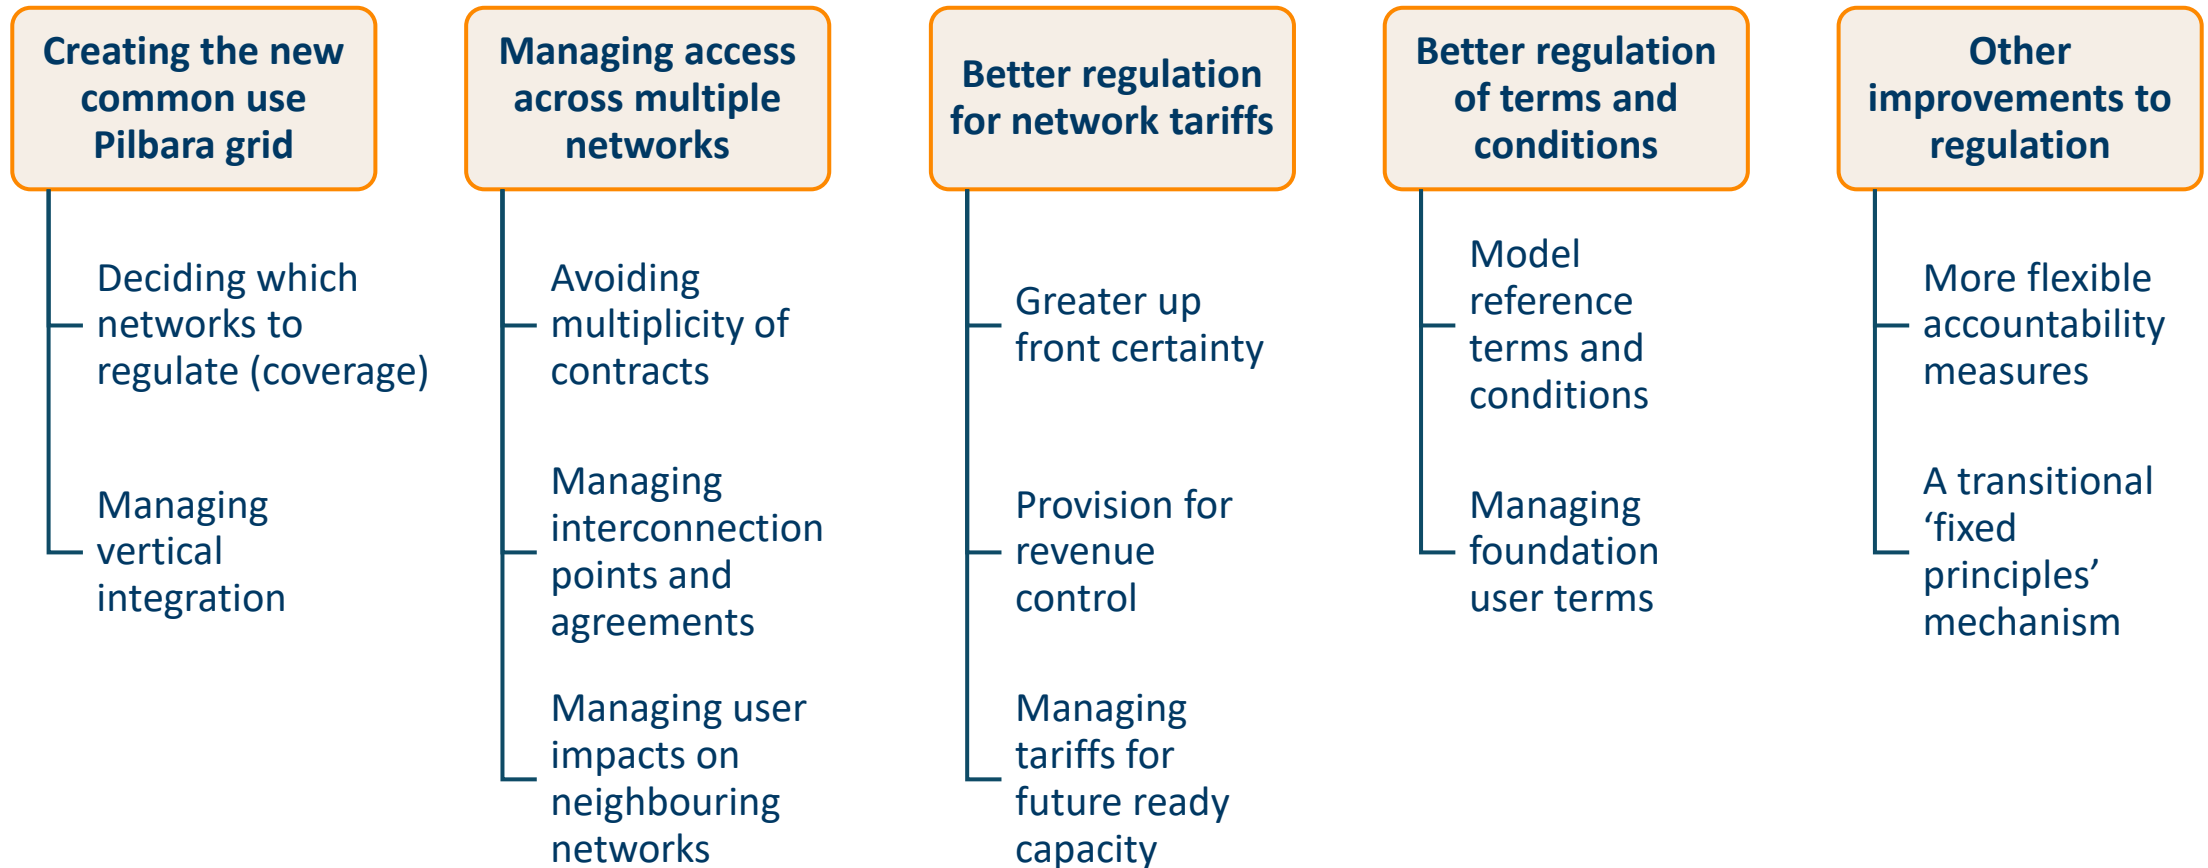 Creating the new
common use
Pilbara grid
Deciding which
networks to
regulate (coverage)
Managing
vertical
integration
Managing access
across multiple
networks
Avoiding
multiplicity of
contracts
Managing
interconnection
points and
agreements
Managing user
impacts on
neighbouring
networks
Better regulation
for network tariffs
Greater up
front certainty
Provision for
revenue
control
Managing
tariffs for
future ready
capacity
Better regulation
of terms and
conditions
Model
reference
terms and
conditions
Managing
foundation
user terms
Other
improvements to
regulation
More flexible
accountability
measures
A transitional
‘fixed
principles’
mechanism